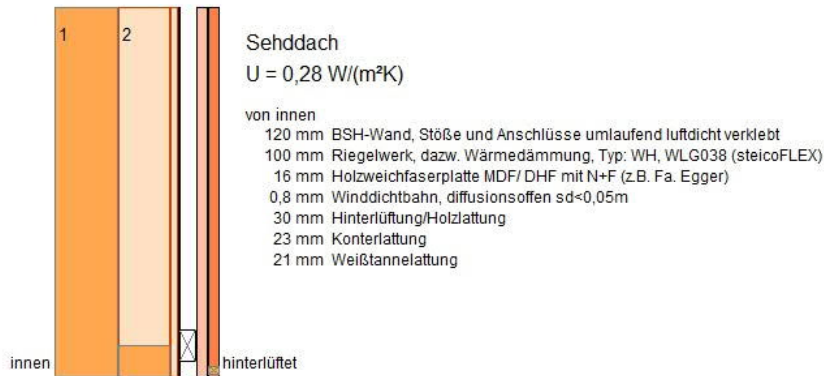 1
2
Sehddach
U = 0,28 W/(m²K)
von innen
120 mm BSH-Wand, Stöße und Anschlüsse umlaufend luftdicht verklebt
100 mm Riegelwerk, dazw. Wärmedämmung, Typ: WH, WLG038 (steicoFLEX)
16 mm Holzweichfaserplatte MDF/ DHF mit N+F (z.B. Fa. Egger)
0,8 mm Winddichtbahn, diffusionsoffen sd<0,05m
30 mm Hinterlüftung/Holzlattung
23 mm Konterlattung
21 mm Weißtannelattung
innen
hinterlüftet